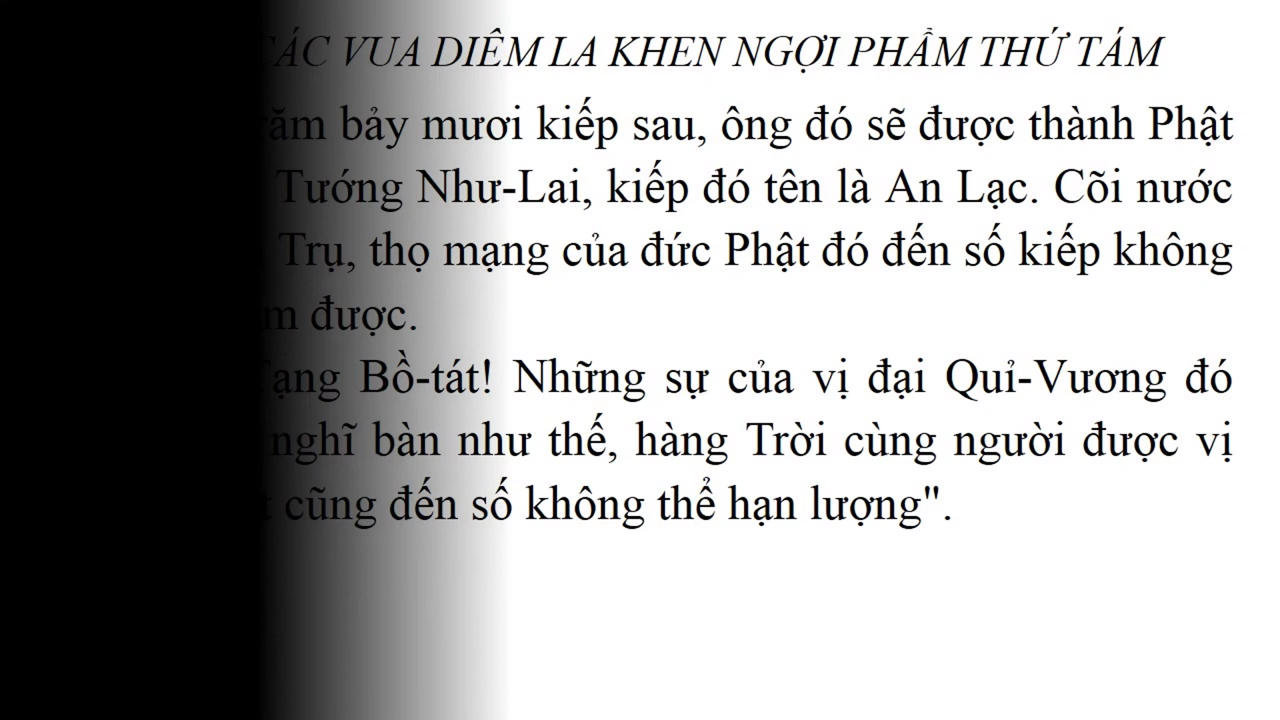 CÁC VUA DIÊM LA KHEN NGỢI PHẨM THỨ TÁM
bảy mươi kiếp sau, ông đó sẽ được thành Phật
Tướng Như-Lai, kiếp đó tên là An Lạc. Cõi nước
Trụ, thọ mạng của đức Phật đó đến số kiếp không
được.
Bồ-tát! Những sự của vị đại Quỉ-Vương đó
nghĩ bàn như thế, hàng Trời cùng người được vị
cũng đến số không thể hạn lượng".